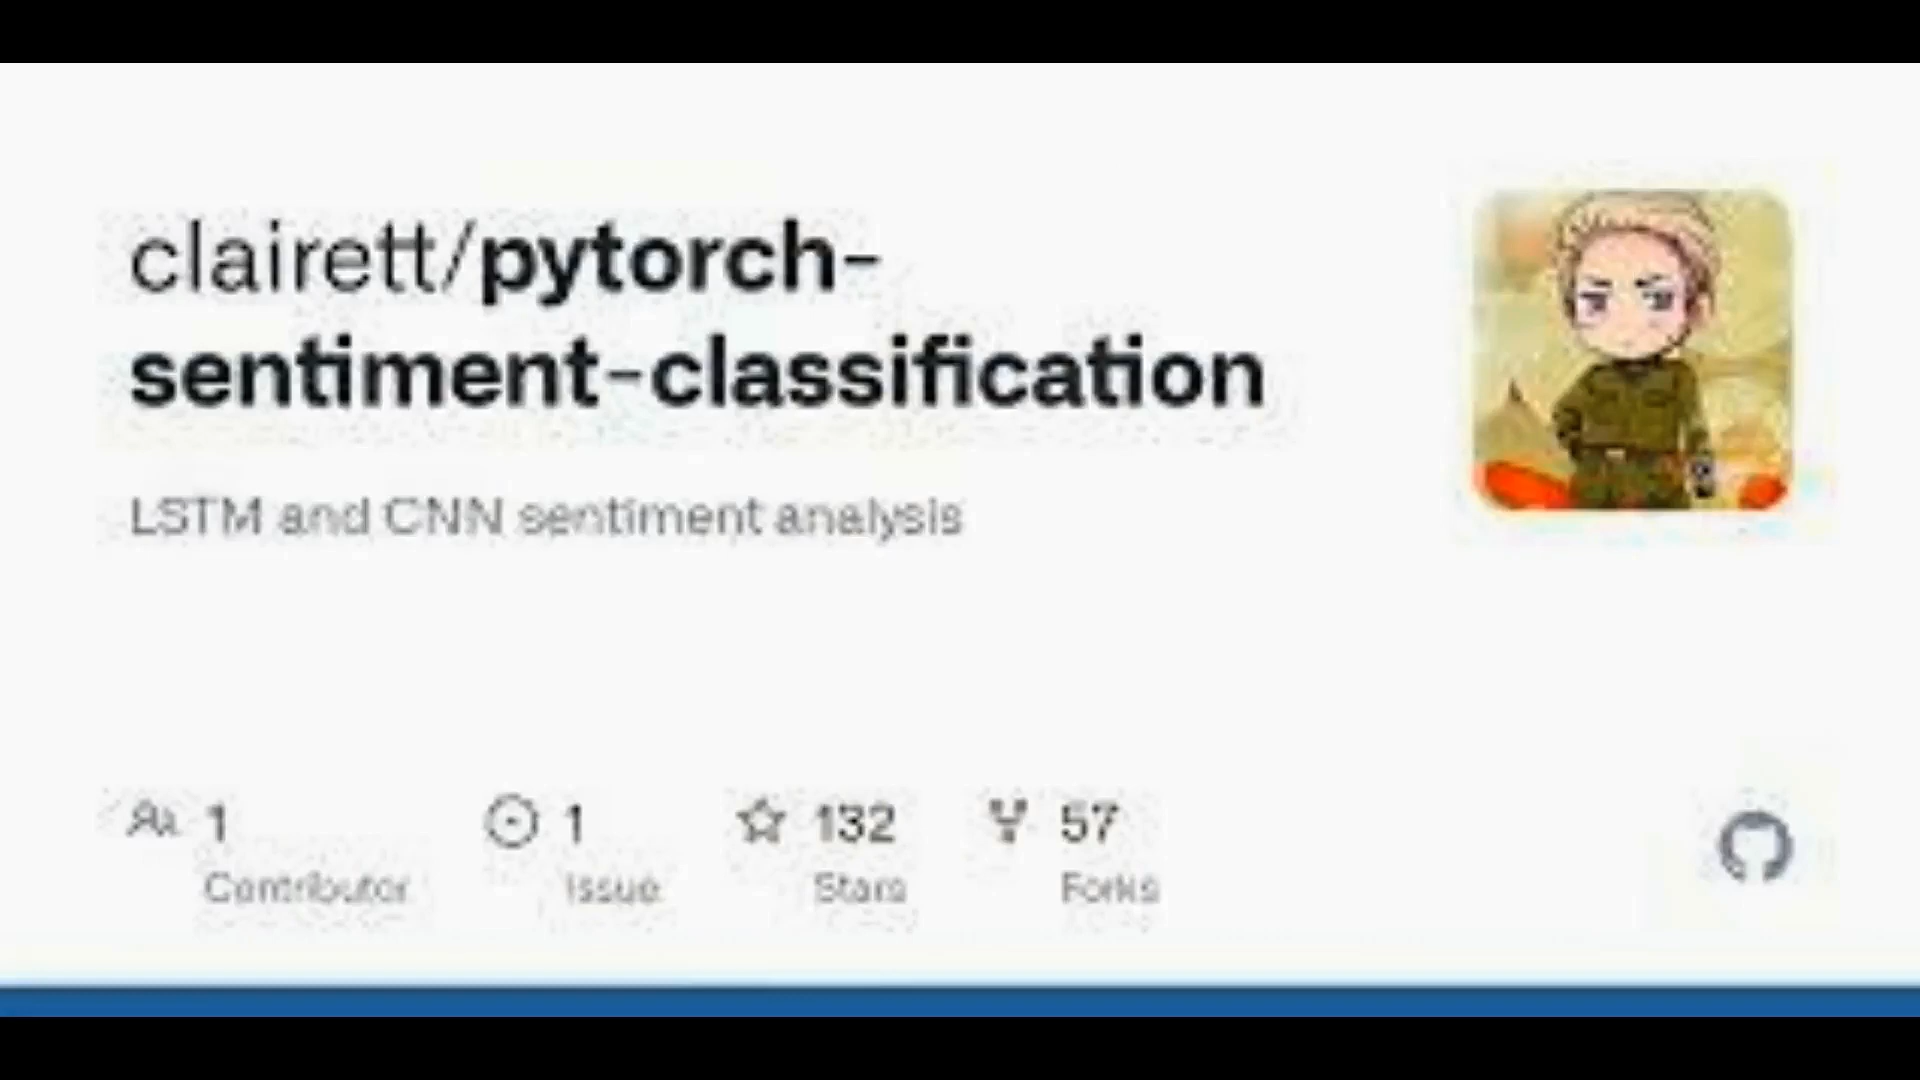 clairett/pytorch-
sentiment-classification
LSTM and CNN sentiment analysis
1
Contributor
1
Issue
132
Stars
57
Forks